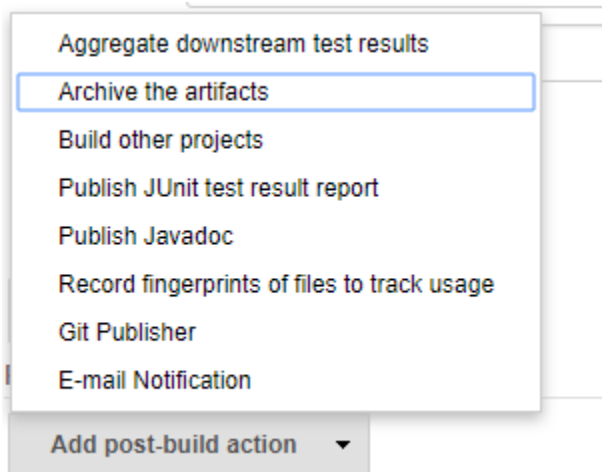 Aggregate downstream test results
Archive the artifacts
Build other projects
Publish JUnit test result report
Publish Javadoc
Record fingerprints of files to track usage
Git Publisher
E-mail Notification
Add post-build action